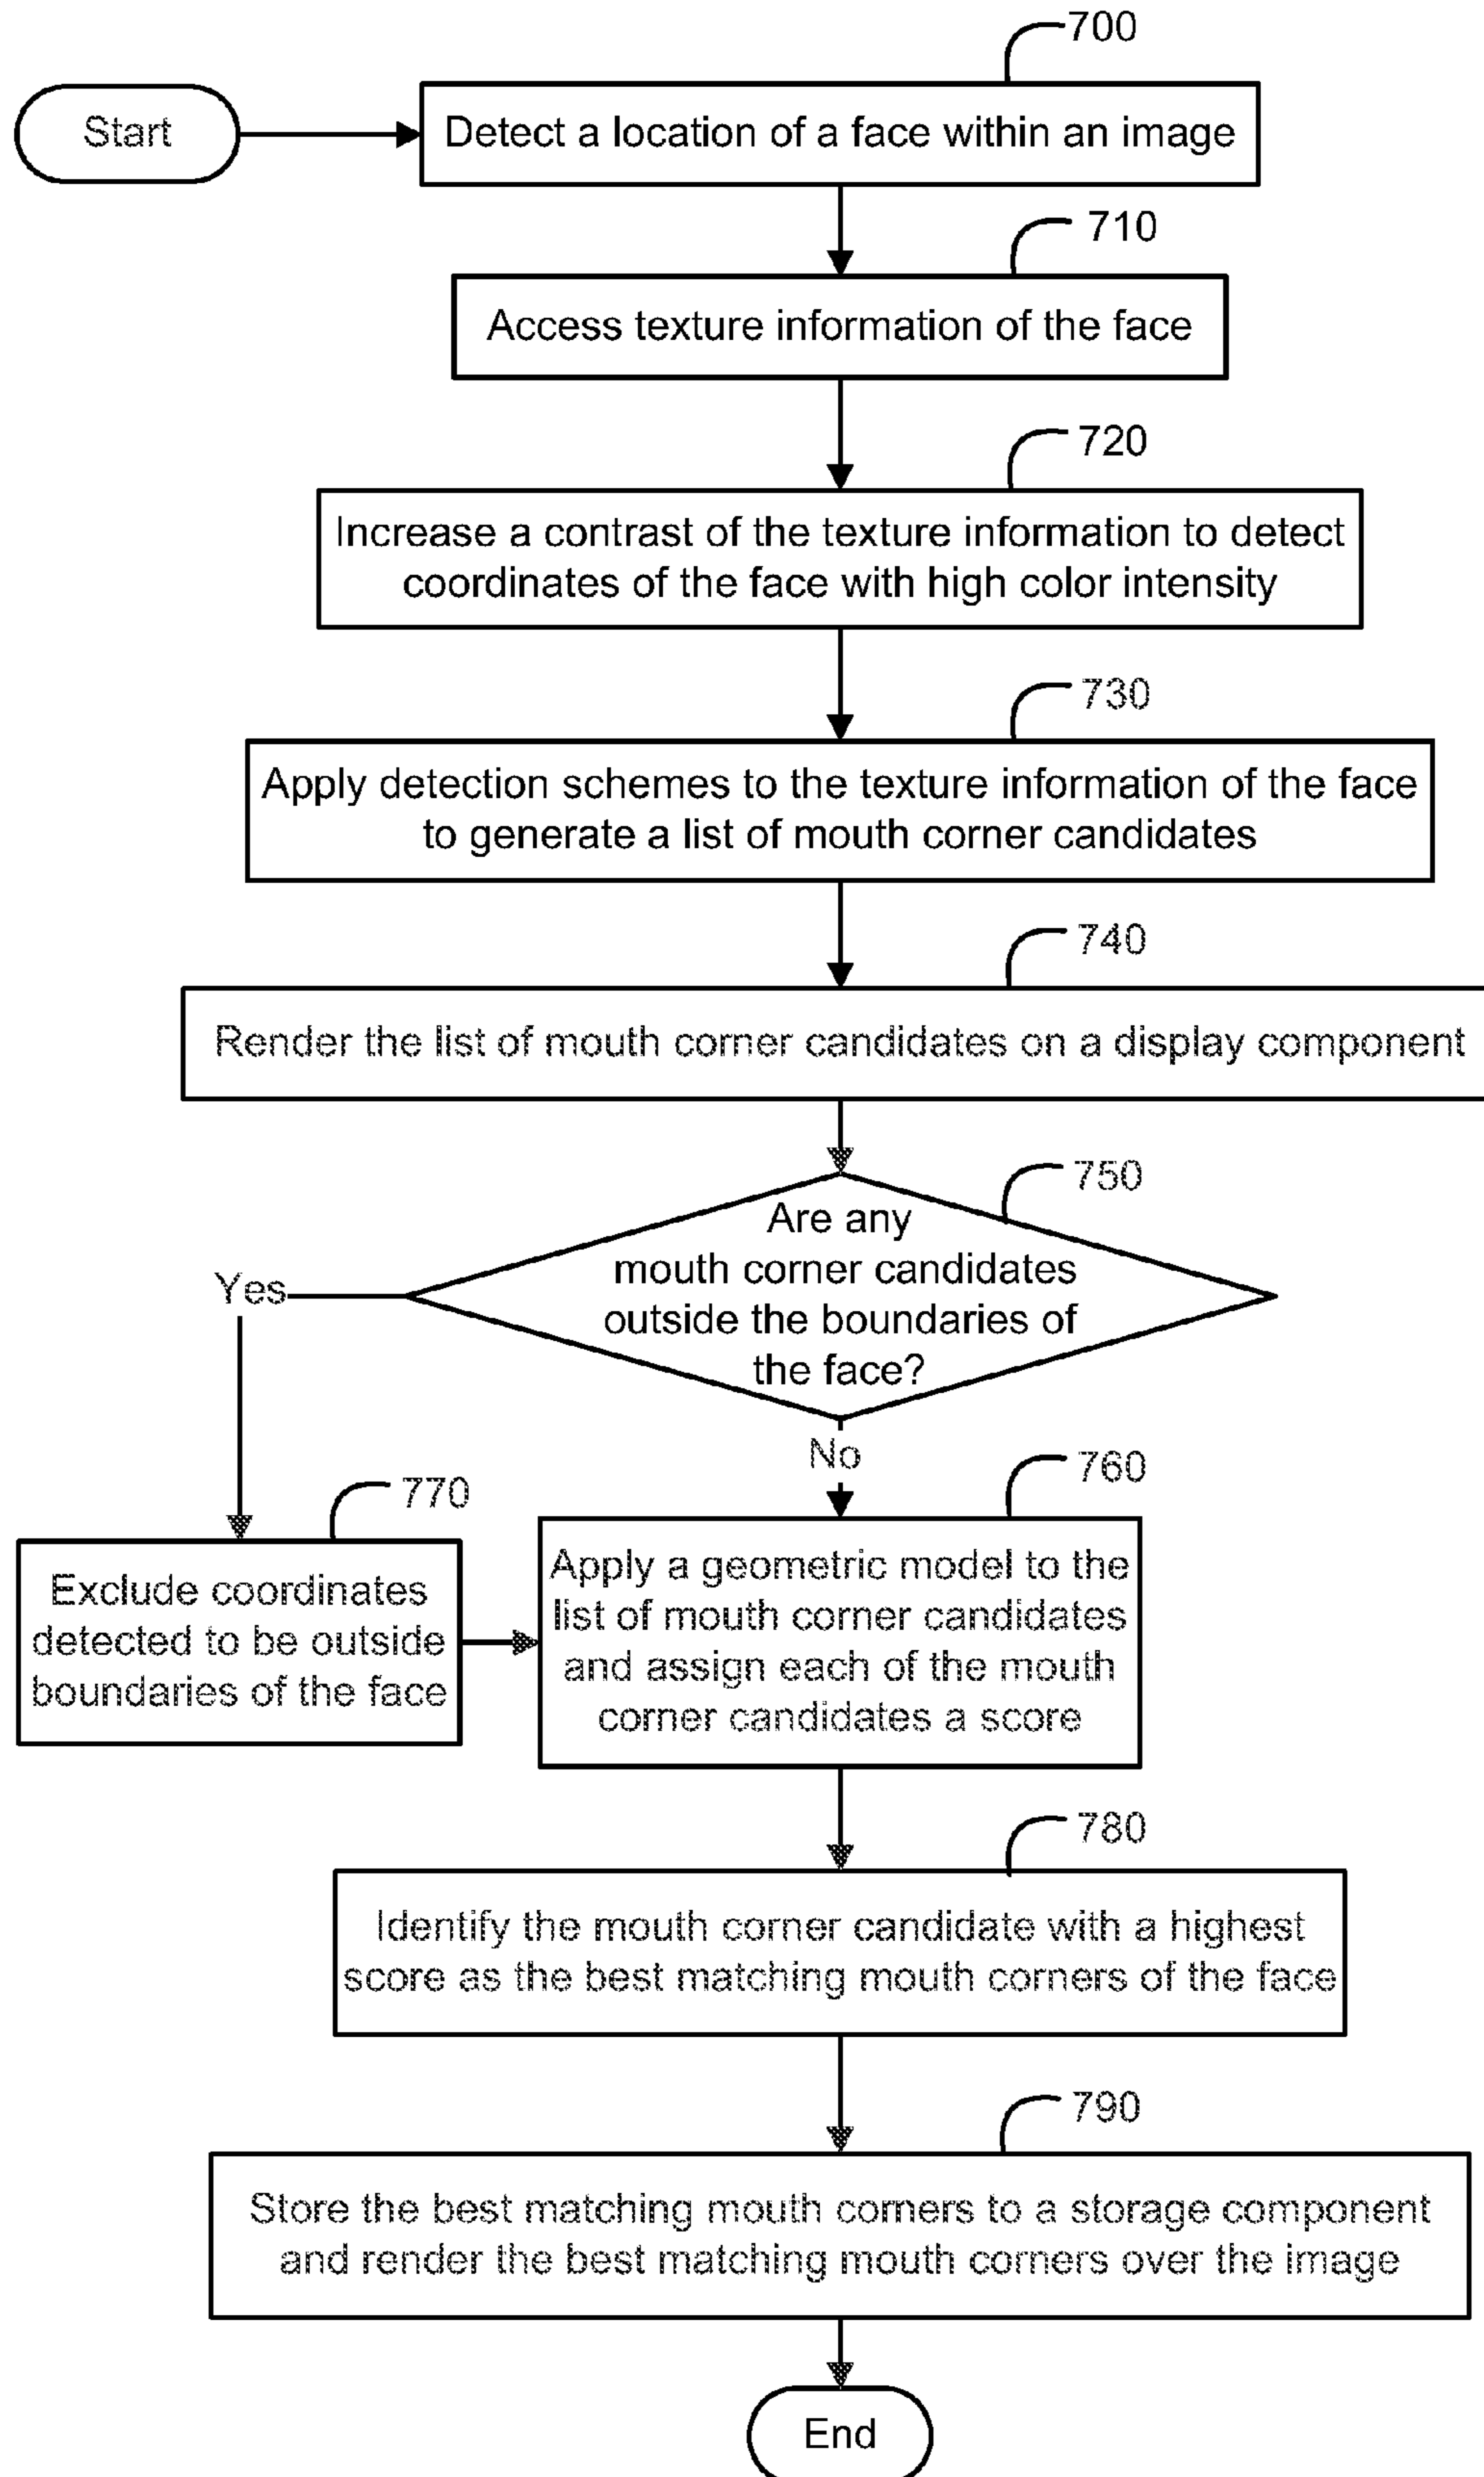 700
Start
Detect a location of a face within an image
710
Access texture information of the face
720
Increase a contrast of the texture information to detect
coordinates of the face with high color intensity
730
Apply detection schemes to the texture information of the face
to generate a list of mouth corner candidates
740
Render the list of mouth corner candidates on a display component
750
Are any
mouth corner candidates
outside the boundaries of
the face?
Yes
No
760
770
Exclude coordinates
detected to be outside
boundaries of the face
Apply a geometric model to the
list of mouth corner candidates
and assign each of the mouth
corner candidates a score
780
Identify the mouth corner candidate with a highest
score as the best matching mouth corners of the face
790
Store the best matching mouth corners to a storage component
and render the best matching mouth corners over the image
End